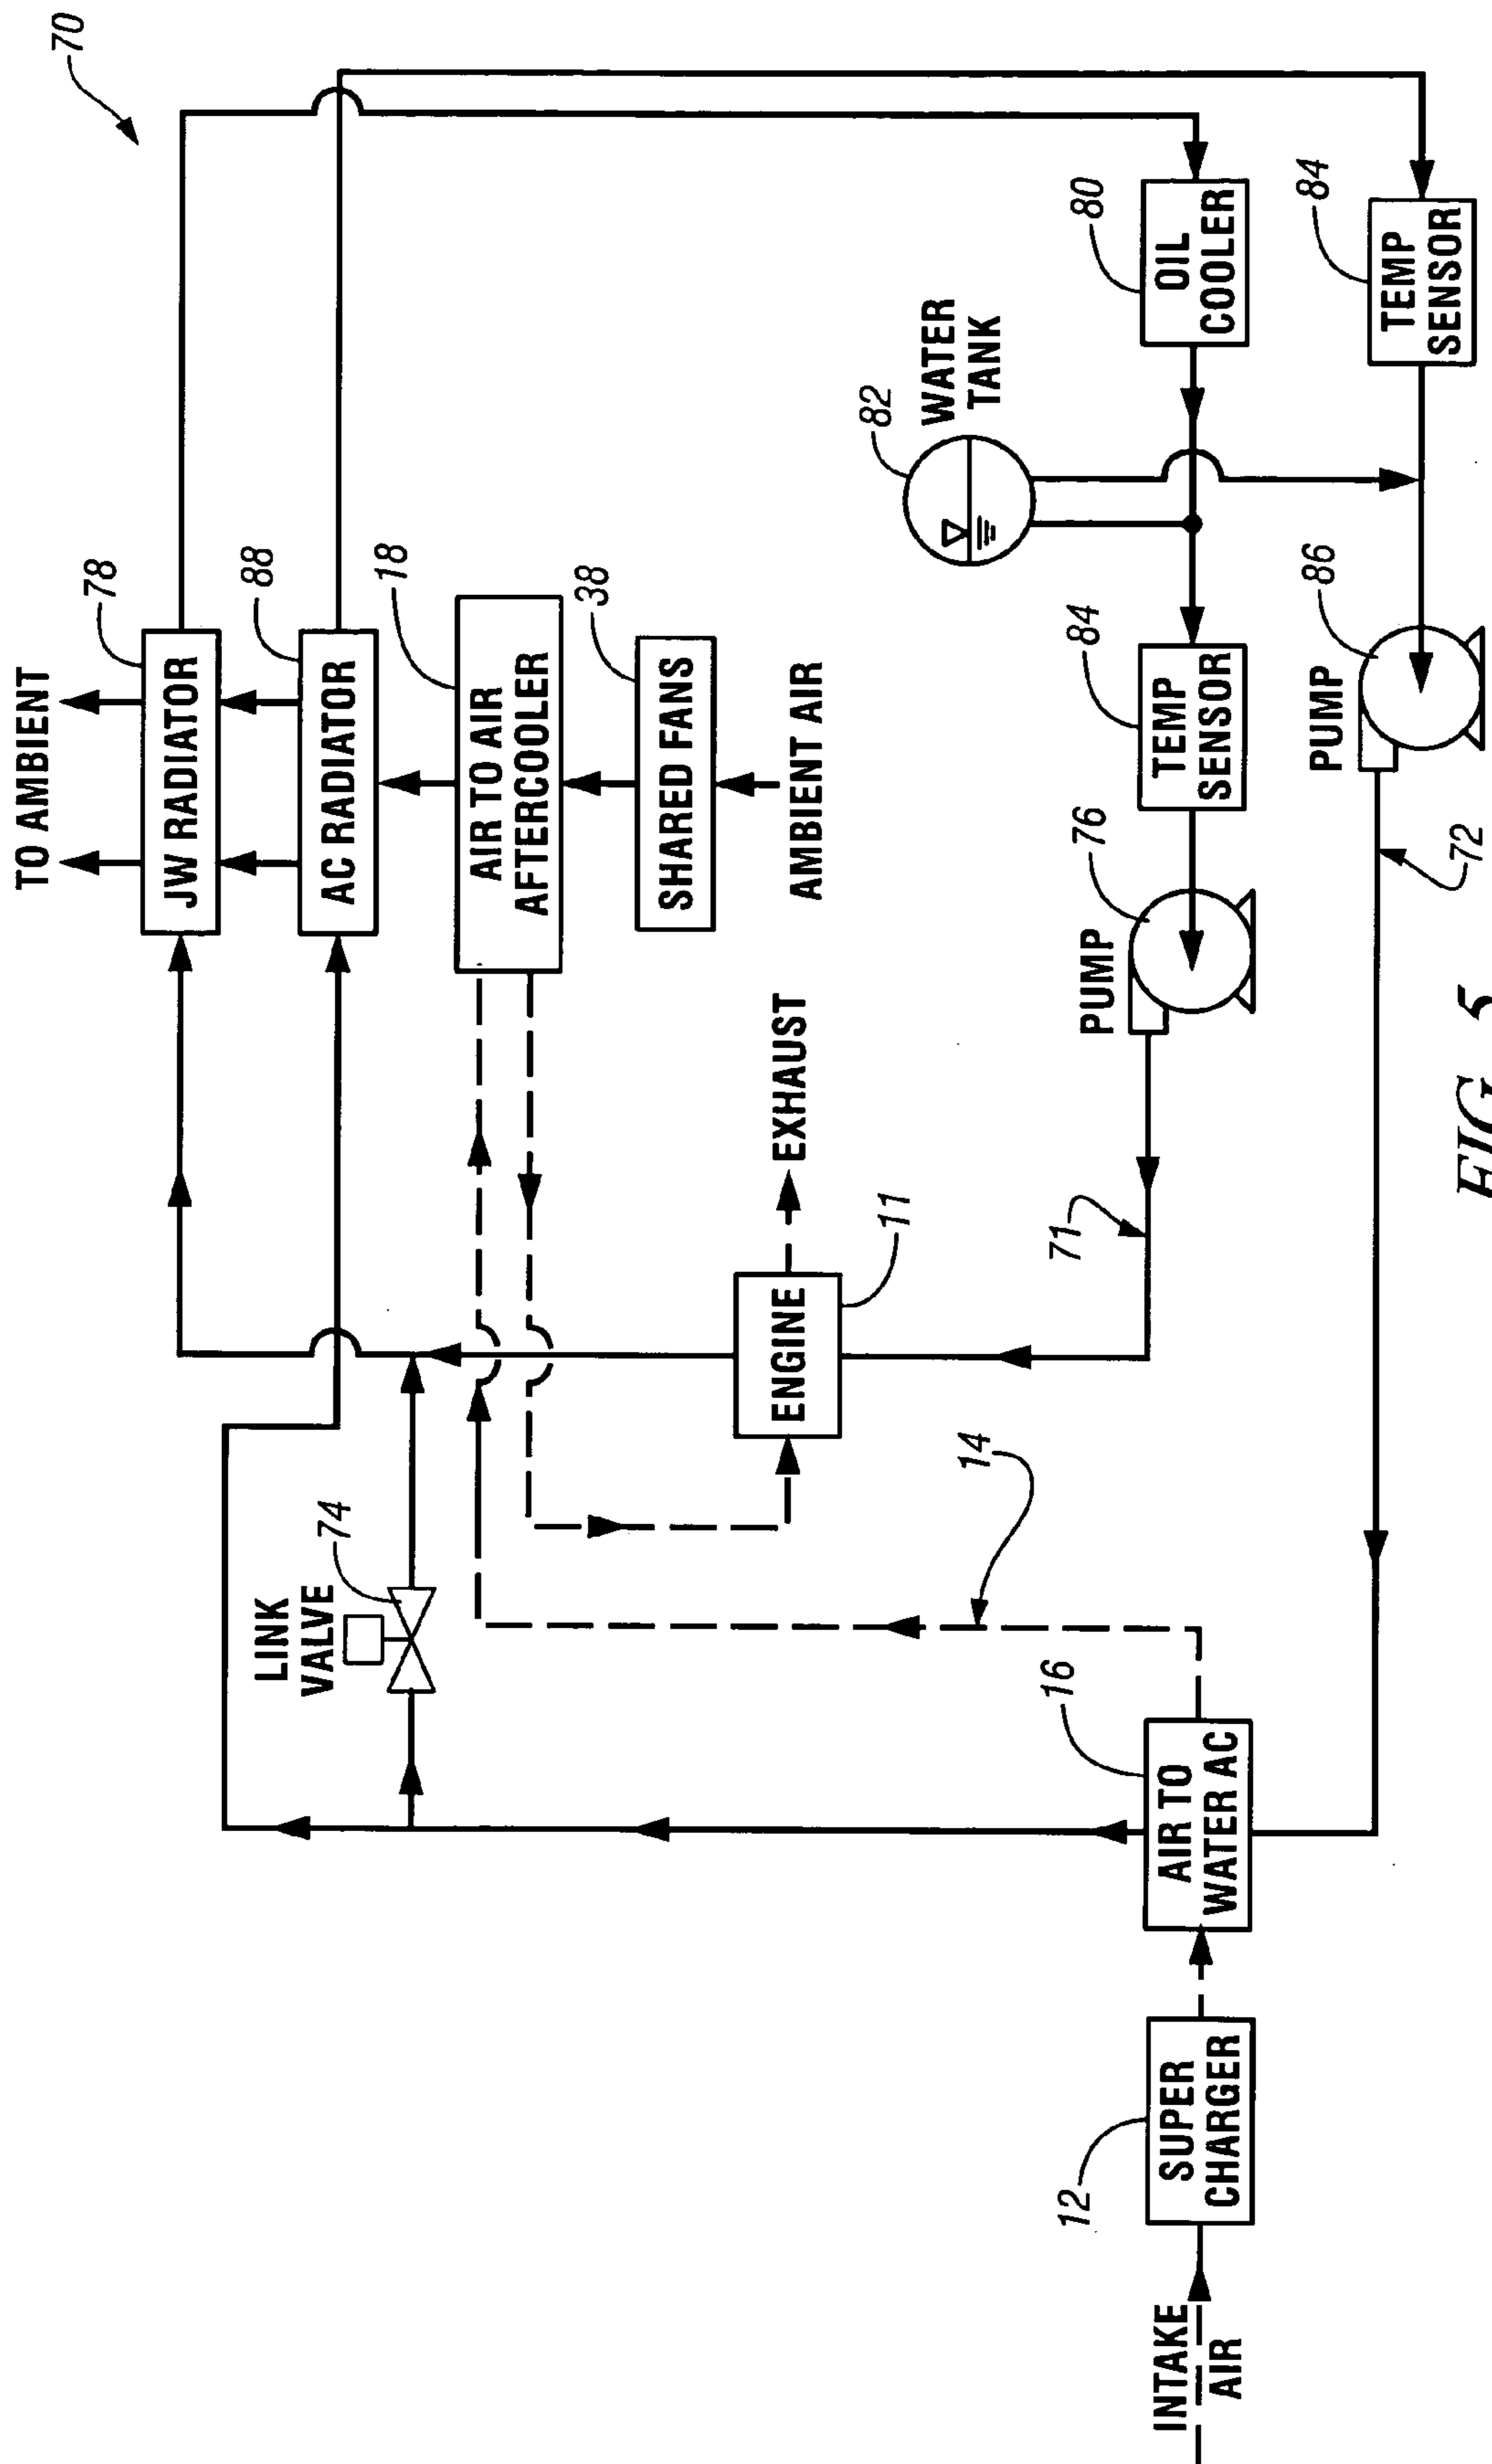 70
TO AMBIENT
JW RADIATOR
78
AC RADIATOR
88
AIR TO AIR
AFTERCOOLER
18
SHARED FANS
38
AMBIENT AIR
LINK
VALVE
74
EXHAUST
ENGINE
11
14
71
WATER
TANK
82
OIL
COOLER
80
TEMP
SENSOR
84
PUMP
76
TEMP
SENSOR
84
PUMP
86
72
AIR TO
WATER AC
16
SUPER
CHARGER
12
INTAKE
AIR
FIG. 5